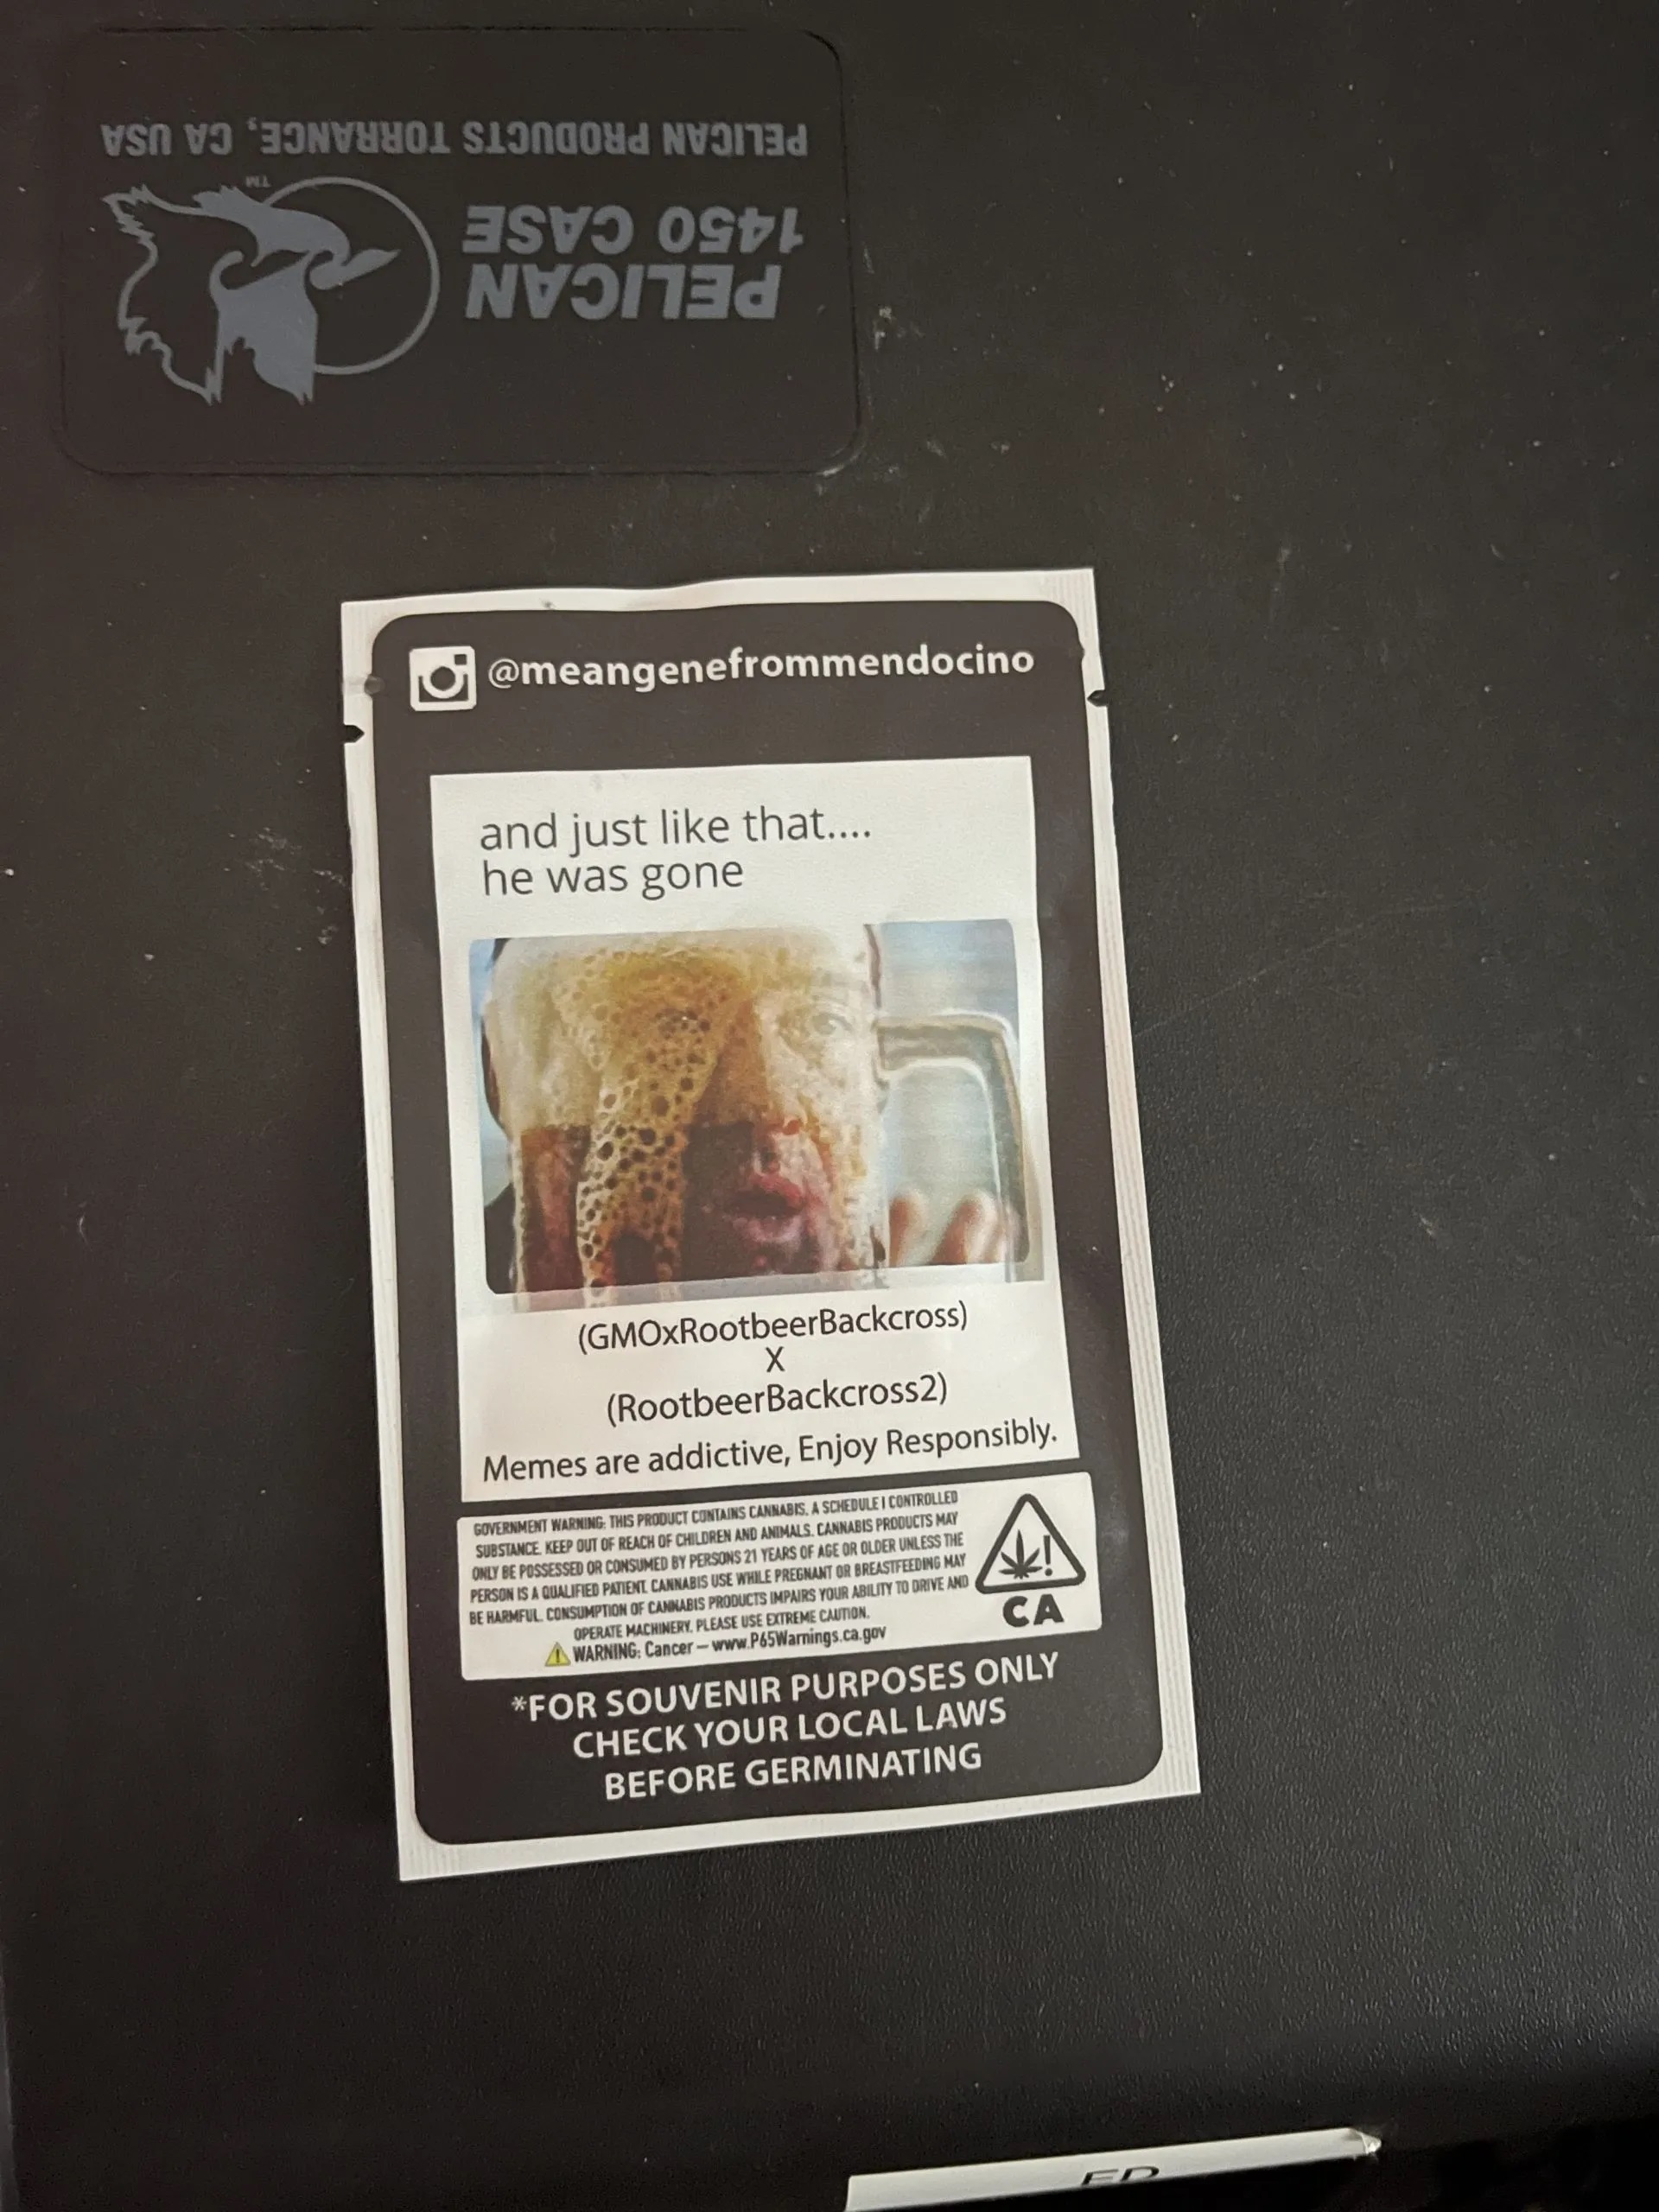 PELICAN PRODUCTS TORRANCE, CA USA
TM
PELICAN
1450 CASE
@meangenefrommendocino
and just like that....
he was gone
(GMOxRootbeerBackcross)
X
(RootbeerBackcross2)
Memes are addictive, Enjoy Responsibly.
GOVERNMENT WARNING: THIS PRODUCT CONTAINS CANNABIS, A SCHEDULE I CONTROLLED
SUBSTANCE. KEEP OUT OF REACH OF CHILDREN AND ANIMALS. CANNABIS PRODUCTS MAY
ONLY BE POSSESSED OR CONSUMED BY PERSONS 21 YEARS OF AGE OR OLDER UNLESS THE
PERSON IS A QUALIFIED PATIENT. CANNABIS USE WHILE PREGNANT OR BREASTFEEDING MAY
BE HARMFUL. CONSUMPTION OF CANNABIS PRODUCTS IMPAIRS YOUR ABILITY TO DRIVE AND
OPERATE MACHINERY. PLEASE USE EXTREME CAUTION.
WARNING: Cancer – www.P65Warnings.ca.gov
!
CA
*FOR SOUVENIR PURPOSES ONLY
CHECK YOUR LOCAL LAWS
BEFORE GERMINATING